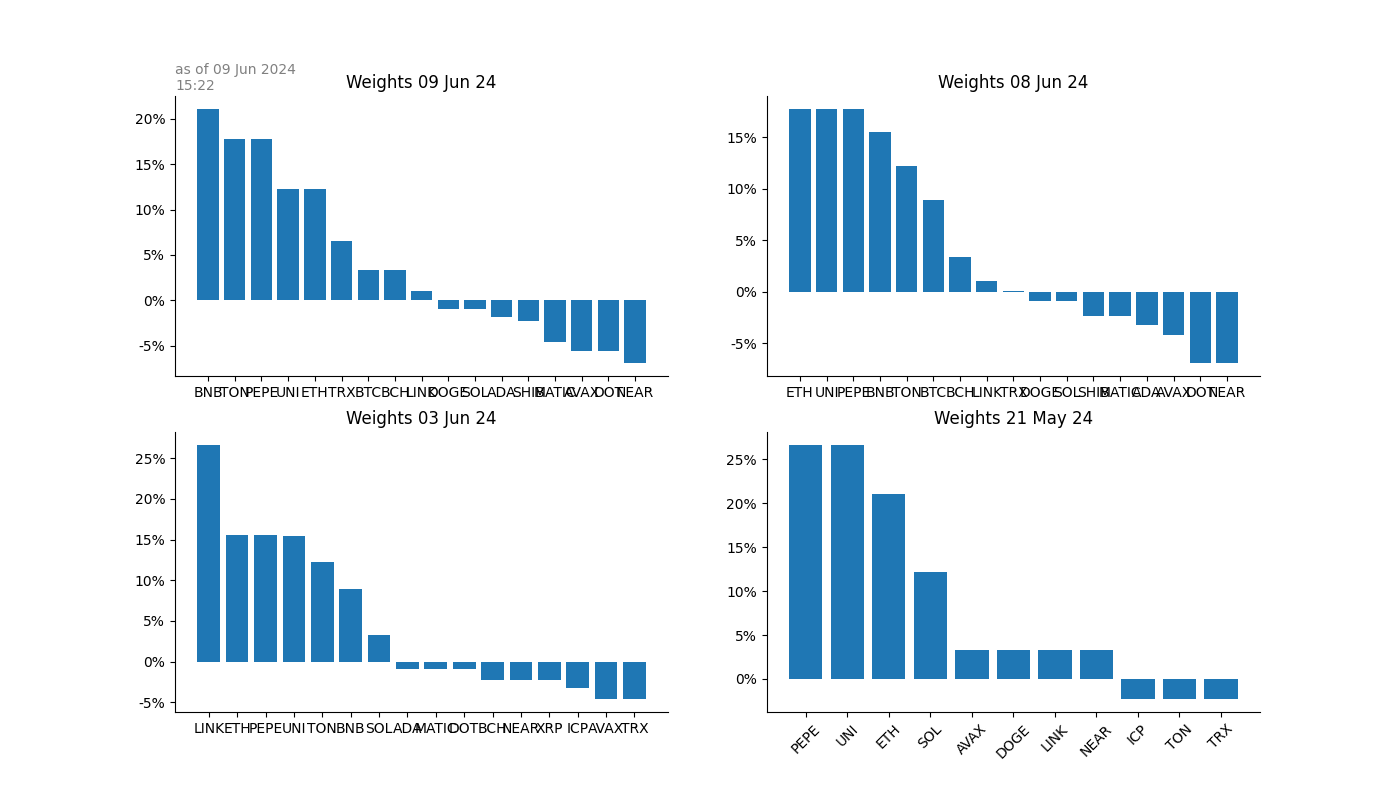 as of 09 Jun 2024
15:22
Weights 09 Jun 24
20%
15%
10%
5%
0%
-5%
BNB TON PEPE UNI ETH TRX BTC BCH LINK DOGE SOL ADA SHIB MATIC AVAX DOT NEAR
Weights 08 Jun 24
15%
10%
5%
0%
-5%
ETH UNI PEPE BNB TON BTC BCH LINK TRX DOGE SOL SHIB MATIC ADA AVAX DOT NEAR
Weights 03 Jun 24
25%
20%
15%
10%
5%
0%
-5%
LINK ETH PEPE UNI TON BNB SOL ADA MATIC DOT BCH NEAR XRP ICP AVAX TRX
Weights 21 May 24
25%
20%
15%
10%
5%
0%
PEPE UNI ETH SOL AVAX DOGE LINK NEAR ICP TON TRX